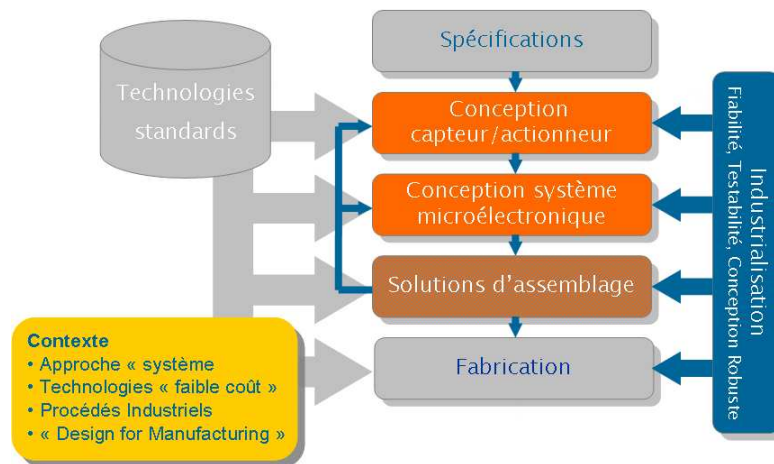 Spécifications
Technologies
standards
Conception
capteur/actionneur
Conception système
microélectronique
Solutions d'assemblage
Fabrication
Industrialisation
Fiabilité, Testabilité, Conception Robuste
Contexte
• Approche « système
• Technologies « faible coût »
• Procédés Industriels
• « Design for Manufacturing »